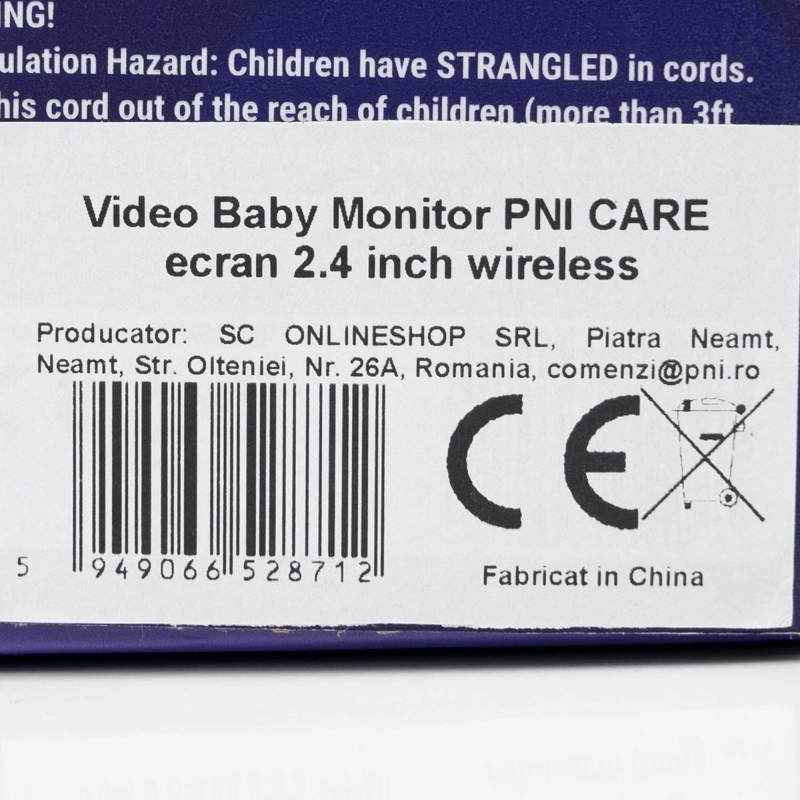 ING!
ulation Hazard: Children have STRANGLED in cords.
his cord out of the reach of children (more than 3ft
Video Baby Monitor PNI CARE
ecran 2.4 inch wireless
Producator: SC ONLINESHOP SRL, Piatra Neamt,
Neamt, Str. Olteniei, Nr. 26A, Romania, comenzi@pni.ro
CE
5 949066 528712
Fabricat in China